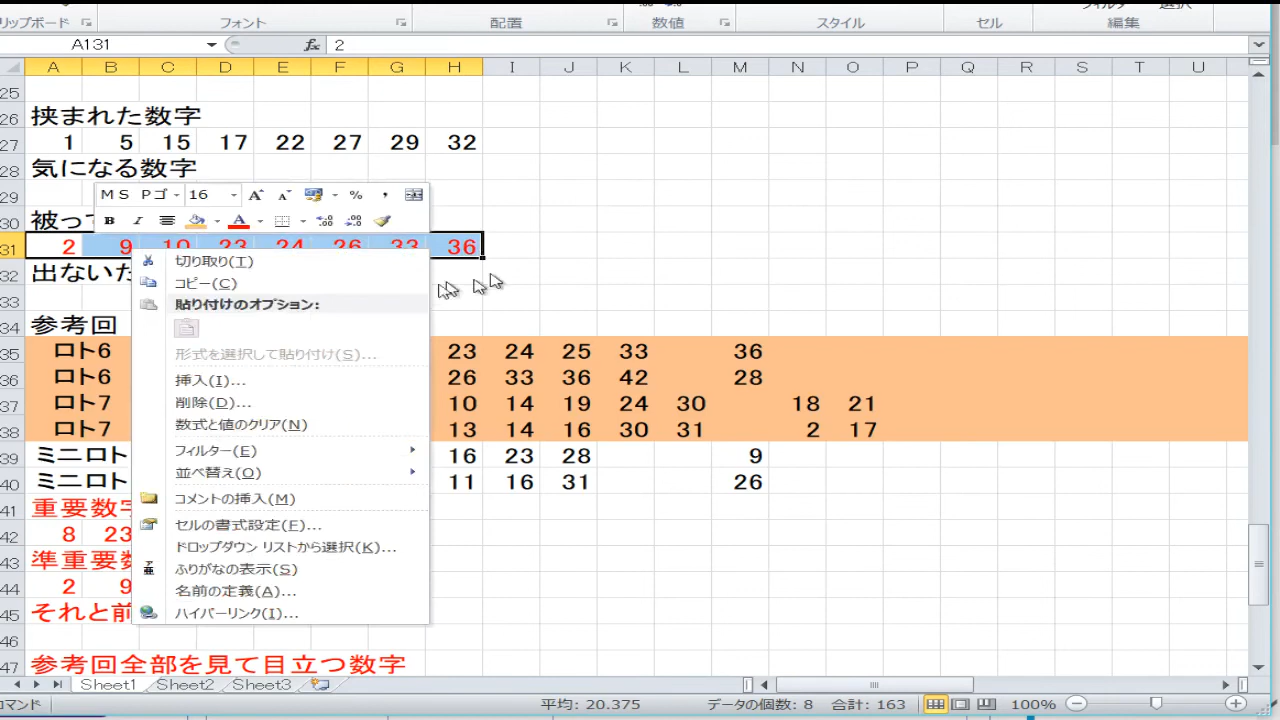 リップボード フォント 配置 数値 スタイル セル 編集
A131 fx 2
A B C D E F G H I J K L M N O P Q R S T U
25
26 挟まれた数字
27 1 5 15 17 22 27 29 32
28 気になる数字
29
MS Pゴ 16 A A % ,
30 被って
B I A
31 2 9 10 23 24 26 33 36
切り取り(T)
32 出ないた
コピー(C)
33
貼り付けのオプション:
34 参考回
35 ロト6 23 24 25 33 36
形式を選択して貼り付け(S)...
36 ロト6 26 33 36 42 28
挿入(I)...
37 ロト7 10 14 19 24 30 18 21
削除(D)...
38 ロト7 13 14 16 30 31 2 17
数式と値のクリア(N)
39 ミニロト 16 23 28 9
フィルター(E)
40 ミニロト 11 16 31 26
並べ替え(O)
41 重要数字
コメントの挿入(M)
42 8 23
セルの書式設定(F)...
43 準重要数
ドロップダウン リストから選択(K)...
ふりがなの表示(S)
44 2 9
名前の定義(A)...
45 それと前
ハイパーリンク(I)...
46
47 参考回全部を見て目立つ数字
Sheet1 Sheet2 Sheet3
コマンド 平均: 20.375 データの個数: 8 合計: 163 100%